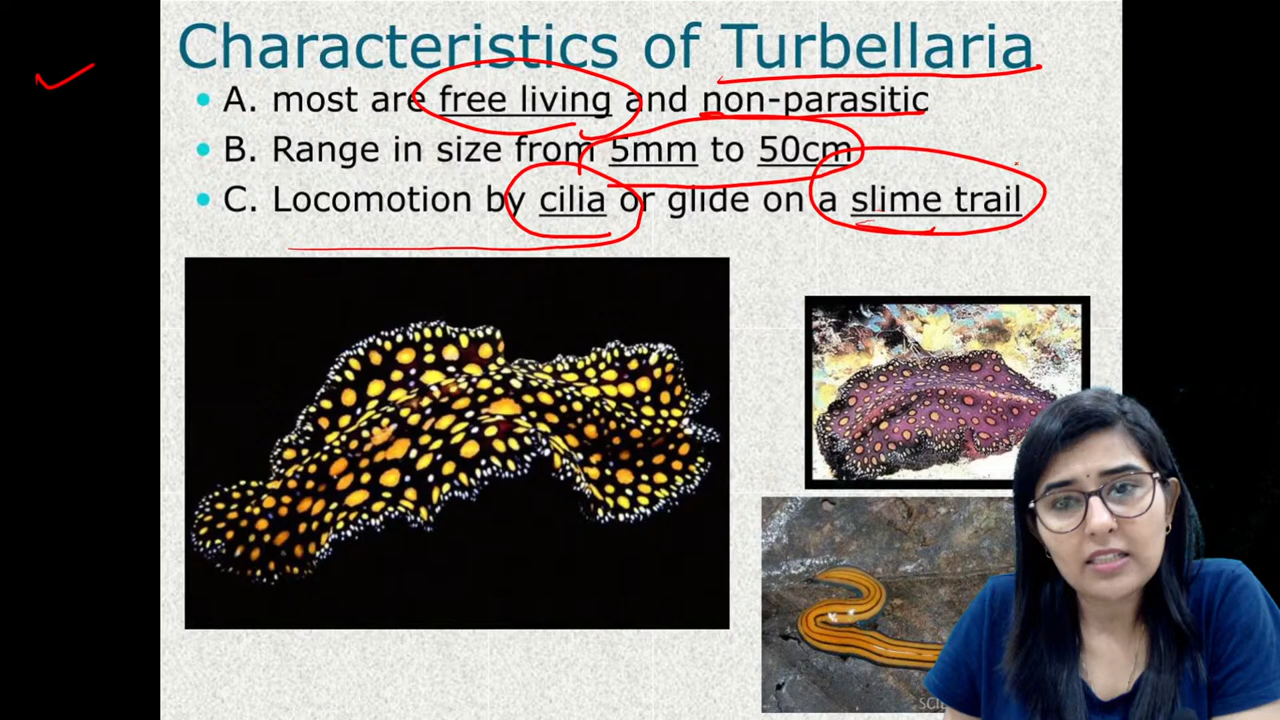 Characteristics of Turbellaria
• A. most are free living and non-parasitic
• B. Range in size from 5mm to 50cm
• C. Locomotion by cilia or glide on a slime trail